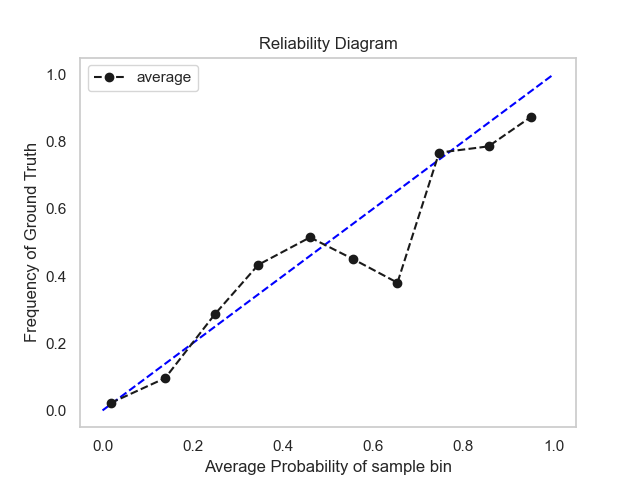 Reliability Diagram
average
Frequency of Ground Truth
1.0
0.8
0.6
0.4
0.2
0.0
0.0 0.2 0.4 0.6 0.8 1.0
Average Probability of sample bin